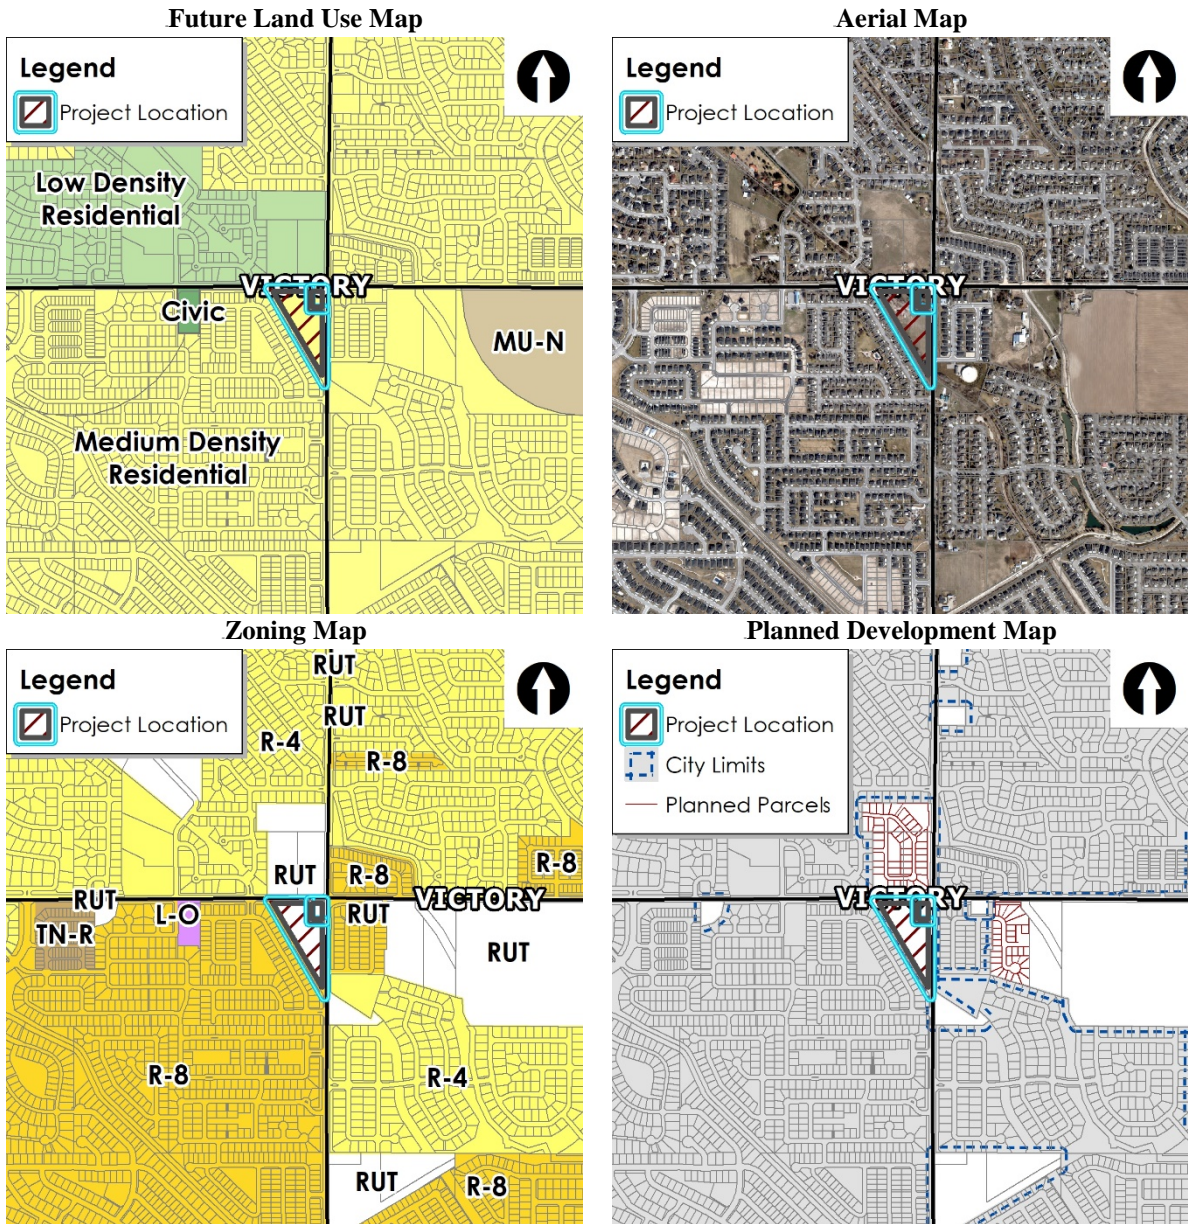 Future Land Use Map
Legend
Project Location
Low Density
Residential
VICTORY
Civic
MU-N
Medium Density
Residential
Aerial Map
Legend
Project Location
VICTORY
Zoning Map
Legend
Project Location
RUT
RUT
R-4
R-8
R-8
RUT
R-8
VICTORY
RUT
L-O
RUT
TN-R
RUT
R-8
R-4
RUT
R-8
Planned Development Map
Legend
Project Location
City Limits
Planned Parcels
VICTORY